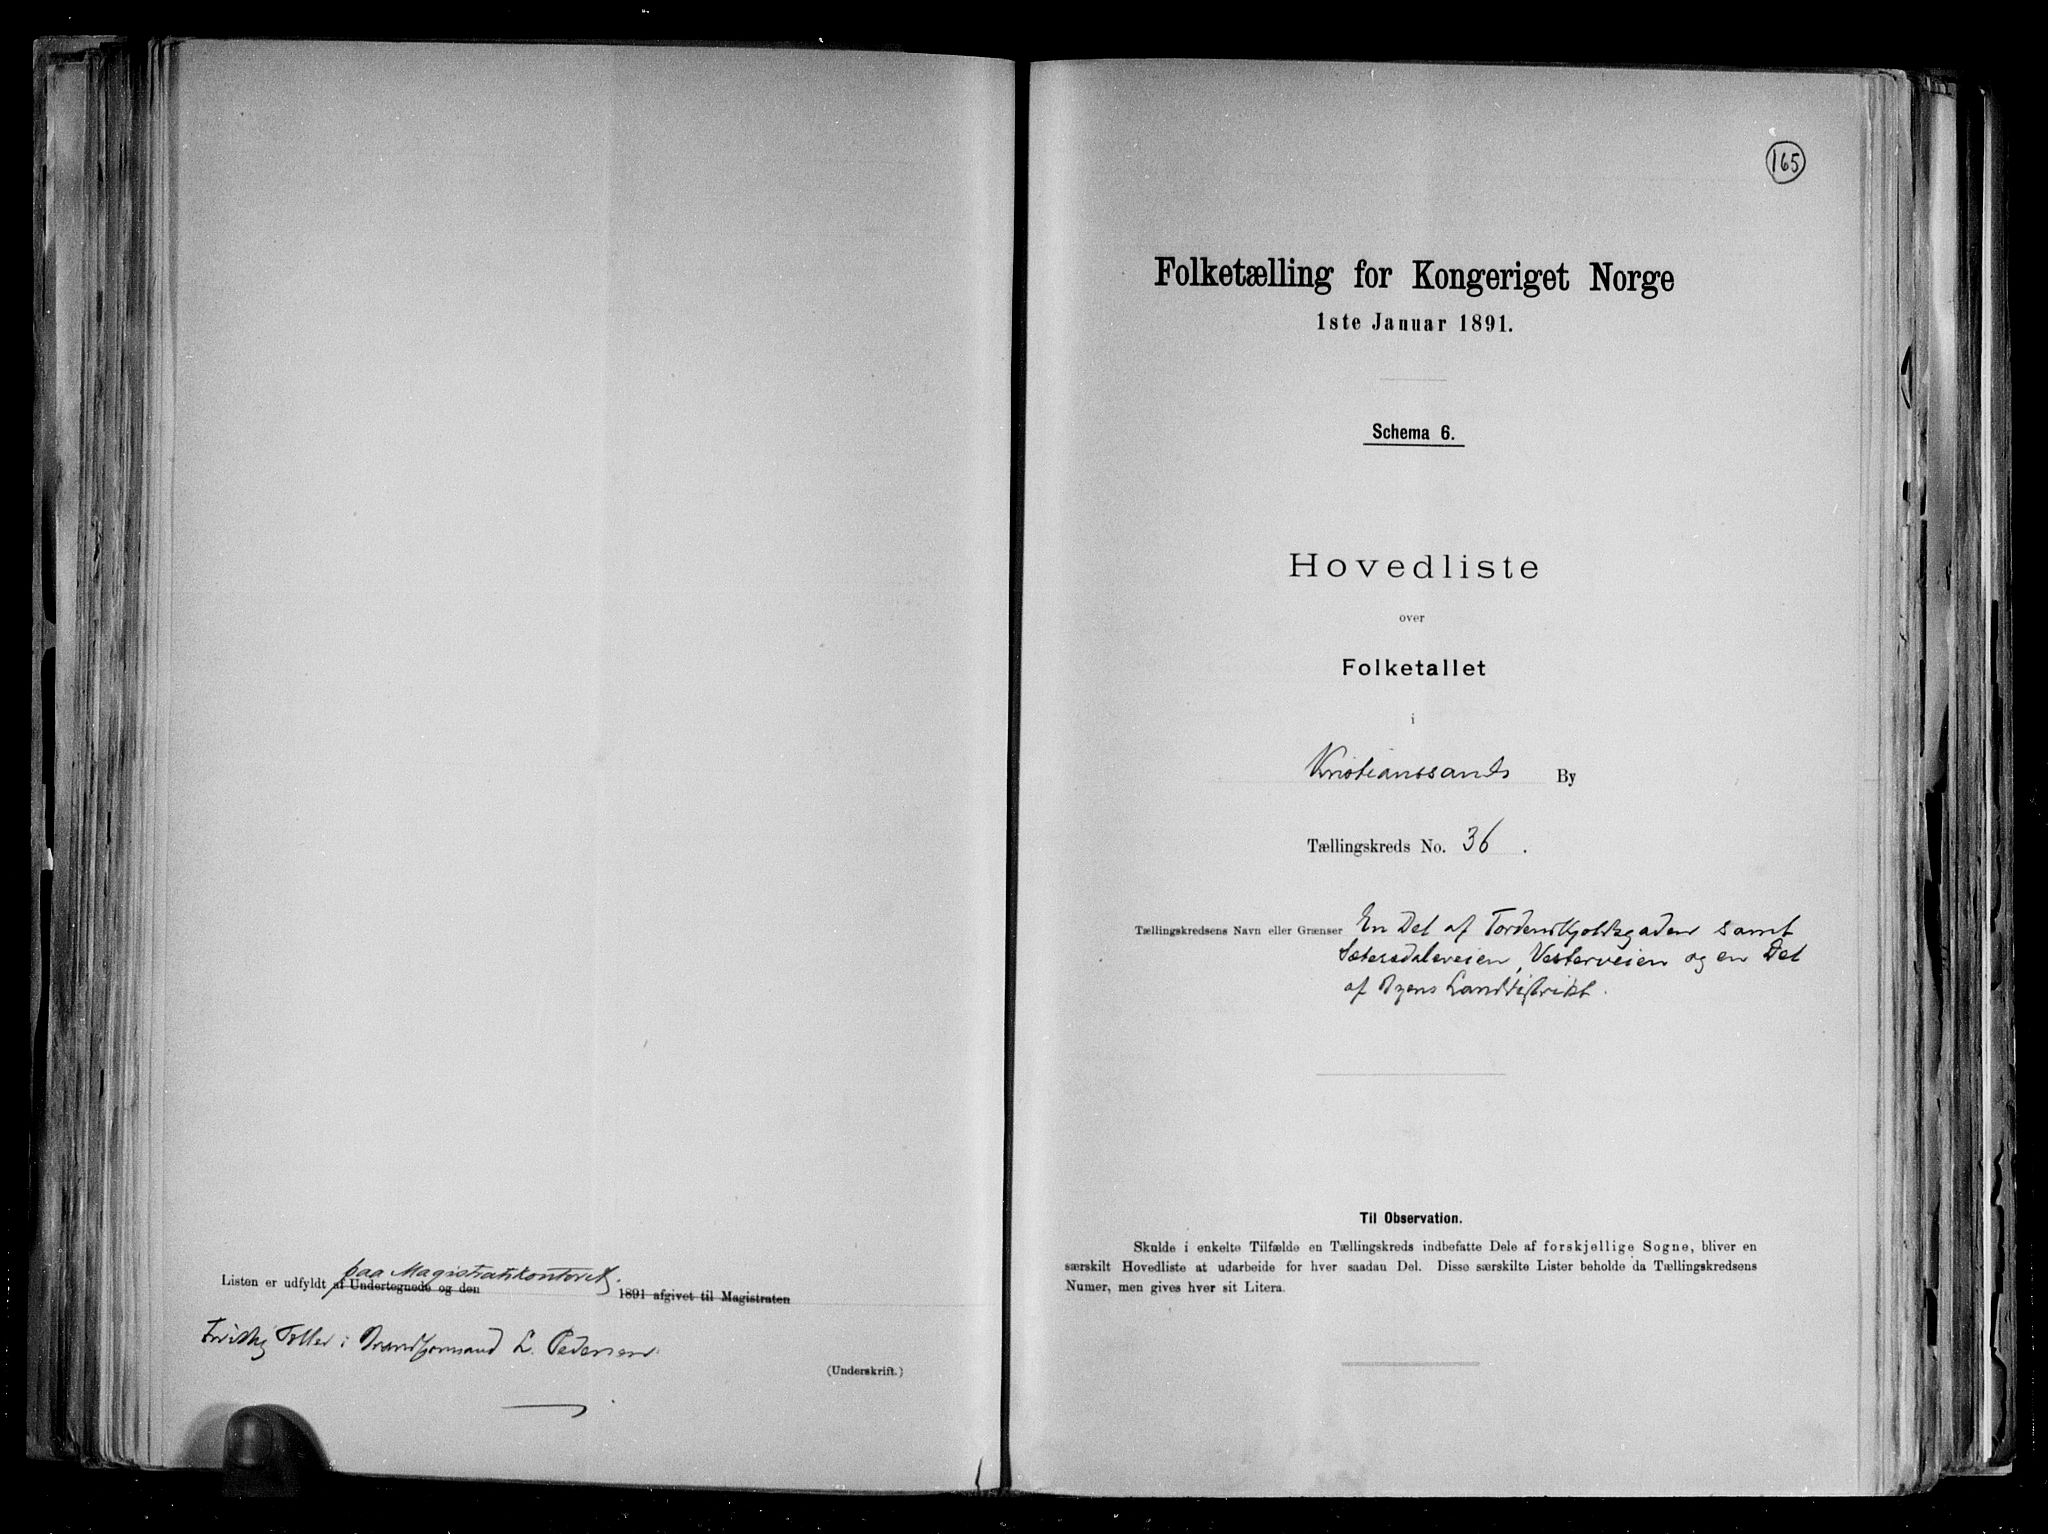 Listen er udfyldt af Undertegnede og den
paa Magistratskontoret.
1891 afgivet til Magistraten
Tæller i Brandformand L. Pedersen
(Underskrift.)
165
Folketælling for Kongeriget Norge
1ste Januar 1891.
Schema 6.
Hovedliste
over
Folketallet
i
Kristianssands By
Tællingskreds No. 36.
Tællingskredsens Navn eller Grænser En Del af Tordenskjoldsgaden samt
Sætersdalsveien, Vesterveien og en Del
af Byens Landdistrikt.
Til Observation.
Skulde i enkelte Tilfælde en Tællingskreds indbefatte Dele af forskjellige Sogne, bliver en
særskilt Hovedliste at udarbeide for hver saadan Del. Disse særskilte Lister beholde da Tællingskredsens
Numer, men gives hver sit Litera.